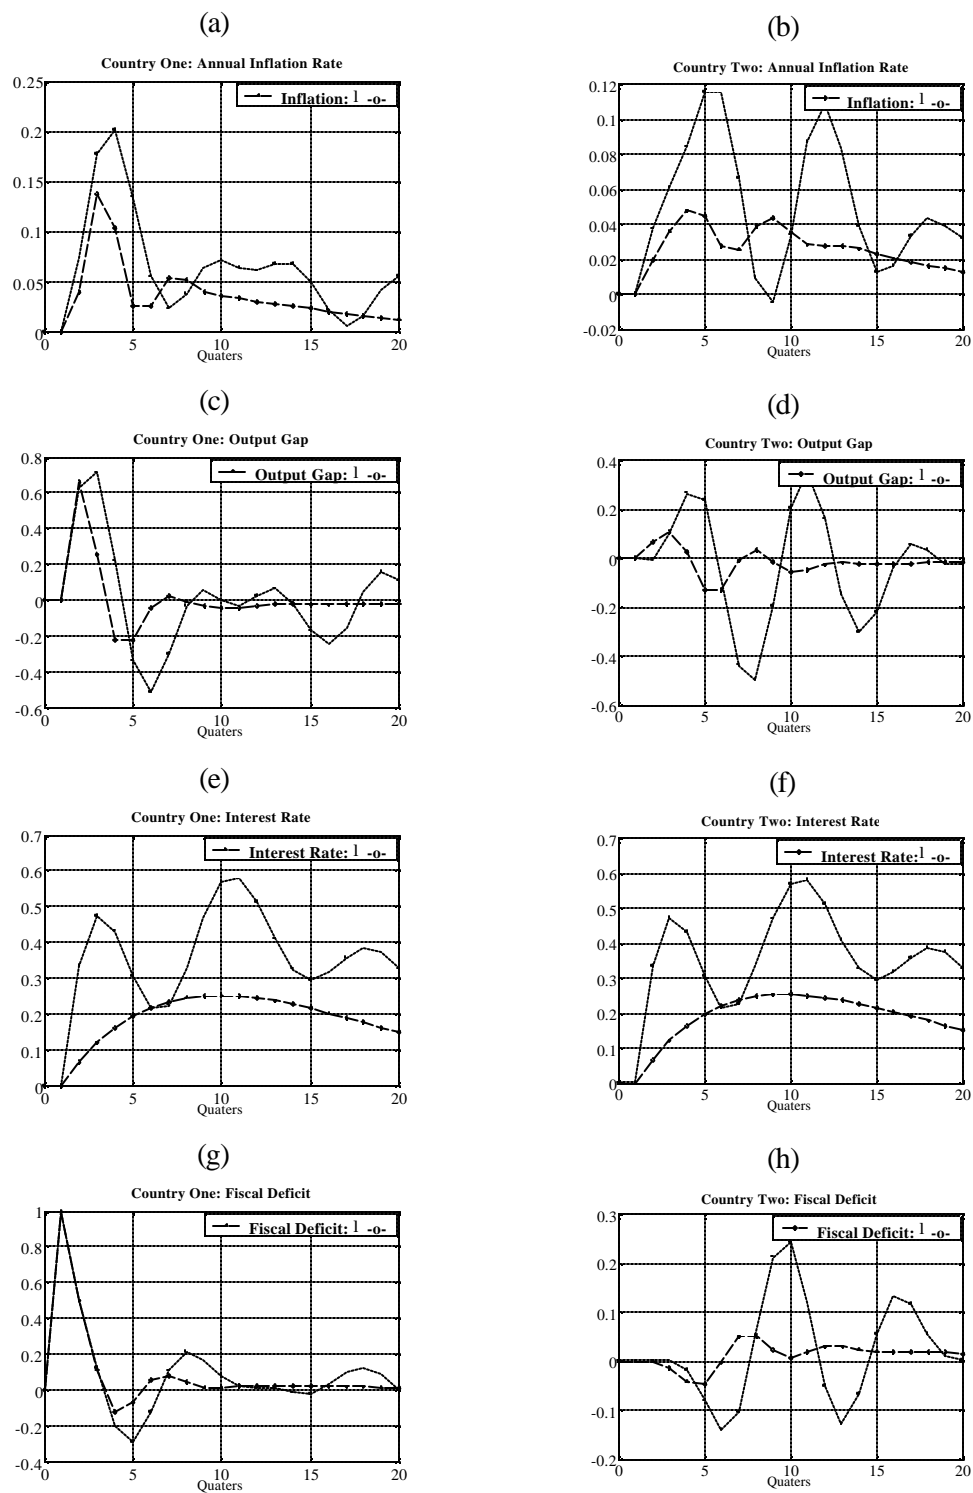 (a)
(b)
Country One: Annual Inflation Rate
Country Two: Annual Inflation Rate
Inflation: l -o-
Inflation: l -o-
0.25
0.2
0.15
0.1
0.05
0
0 5 10 15 20
Quaters
0.12
0.1
0.08
0.06
0.04
0.02
0
-0.02
0 5 10 15 20
Quaters
(c)
(d)
Country One: Output Gap
Country Two: Output Gap
Output Gap: l -o-
Output Gap: l -o-
0.8
0.6
0.4
0.2
0
-0.2
-0.4
-0.6
0 5 10 15 20
Quaters
0.4
0.2
0
-0.2
-0.4
-0.6
0 5 10 15 20
Quaters
(e)
(f)
Country One: Interest Rate
Country Two: Interest Rate
Interest Rate: l -o-
Interest Rate:l -o-
0.7
0.6
0.5
0.4
0.3
0.2
0.1
0
0 5 10 15 20
Quaters
0.7
0.6
0.5
0.4
0.3
0.2
0.1
0
0 5 10 15 20
Quaters
(g)
(h)
Country One: Fiscal Deficit
Country Two: Fiscal Deficit
Fiscal Deficit: l -o-
Fiscal Deficit: l -o-
1
0.8
0.6
0.4
0.2
0
-0.2
-0.4
0 5 10 15 20
Quaters
0.3
0.2
0.1
0
-0.1
-0.2
0 5 10 15 20
Quaters